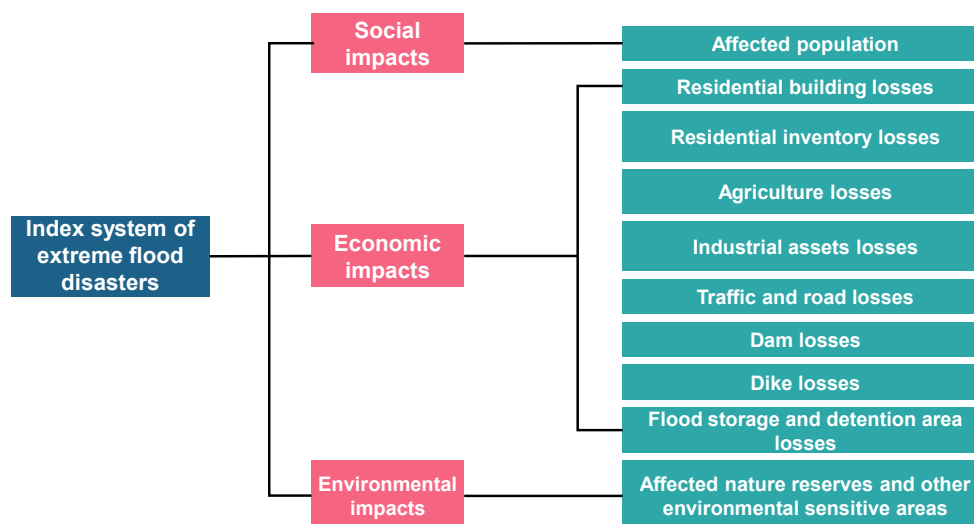 Social
impacts
Affected population
Residential building losses
Residential inventory losses
Agriculture losses
Index system of
extreme flood
disasters
Economic
impacts
Industrial assets losses
Traffic and road losses
Dam losses
Dike losses
Flood storage and detention area
losses
Environmental
impacts
Affected nature reserves and other
environmental sensitive areas